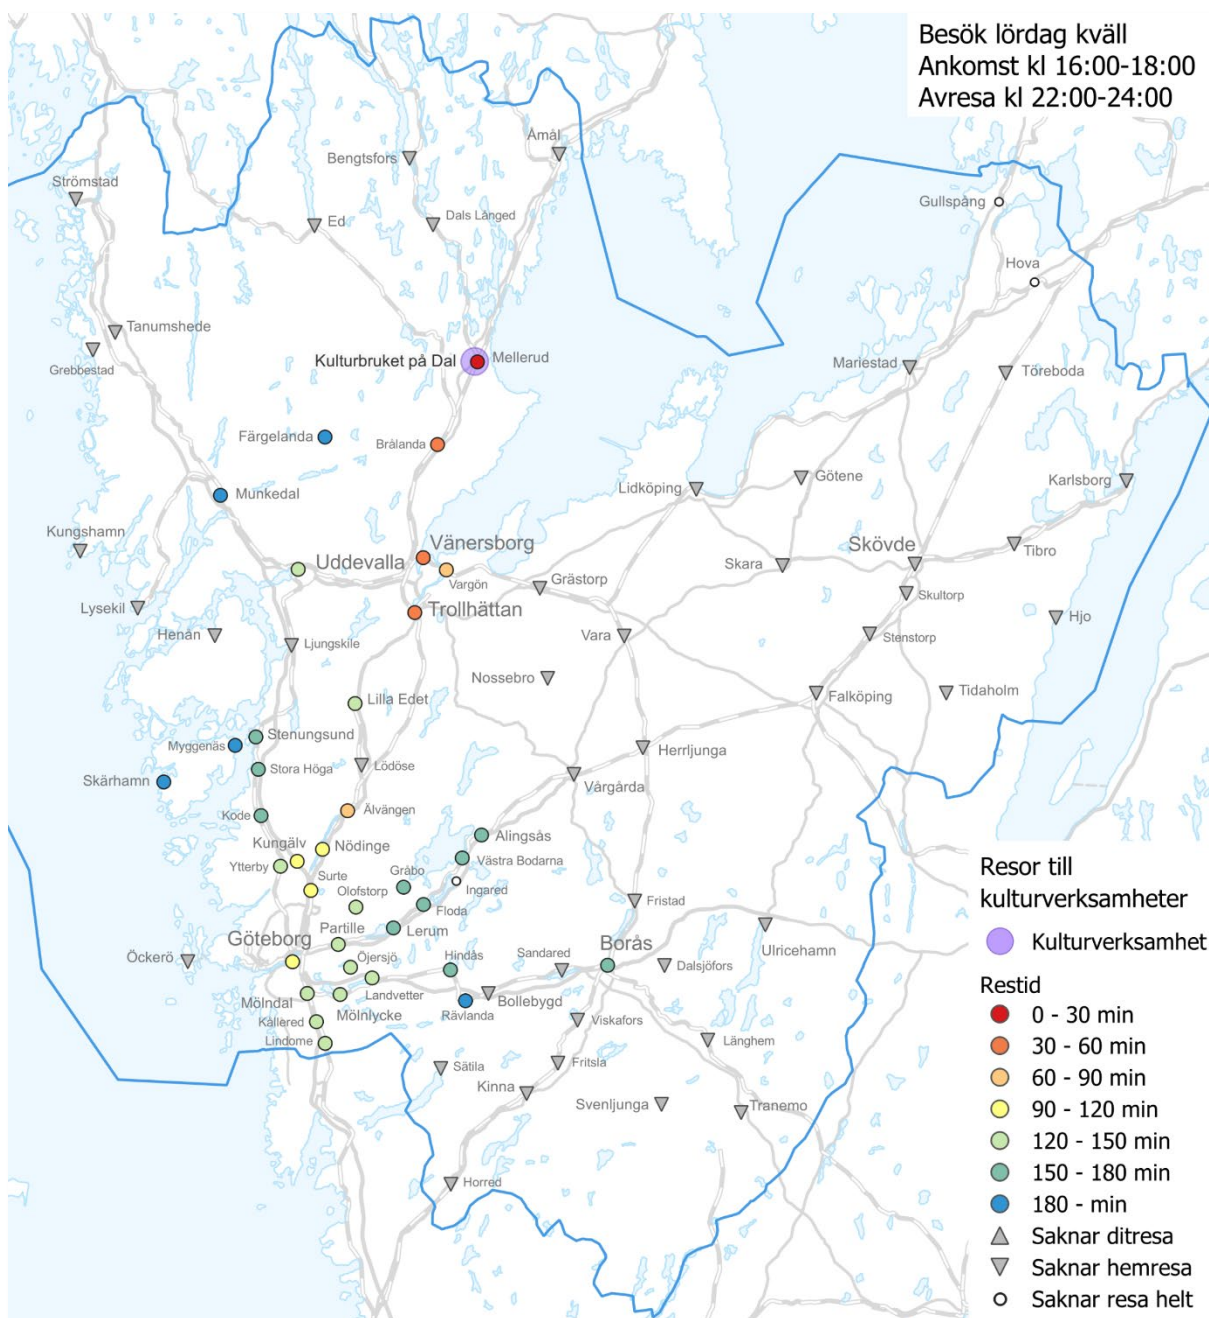 Besök lördag kväll
Ankomst kl 16:00-18:00
Avresa kl 22:00-24:00
Åmål
Bengtsfors
Strömstad
Gullspång
Ed
Dals Långed
Hova
Tanumshede
Grebbestad
Kulturbruket på Dal
Mellerud
Mariestad
Töreboda
Färgelanda
Brålanda
Munkedal
Lidköping
Götene
Karlsborg
Kungshamn
Uddevalla
Vänersborg
Vargön
Grästorp
Skara
Skövde
Tibro
Lysekil
Trollhättan
Skultorp
Henån
Ljungskile
Vara
Stenstorp
Hjo
Nossebro
Lilla Edet
Falköping
Tidaholm
Myggenäs
Stenungsund
Herrljunga
Skärhamn
Stora Höga
Lödöse
Vårgårda
Kode
Älvängen
Kungälv
Nödinge
Alingsås
Ytterby
Västra Bodarna
Surte
Gråbo
Ingared
Olofstorp
Floda
Fristad
Partille
Lerum
Göteborg
Öckerö
Öjersjö
Hindås
Sandared
Borås
Dalsjöfors
Ulricehamn
Landvetter
Mölndal
Mölnlycke
Rävlanda
Bollebygd
Kållered
Viskafors
Lindome
Länghem
Sätila
Fritsla
Kinna
Svenljunga
Tranemo
Horred
Resor till
kulturverksamheter
Kulturverksamhet
Restid
0 - 30 min
30 - 60 min
60 - 90 min
90 - 120 min
120 - 150 min
150 - 180 min
180 - min
Saknar ditresa
Saknar hemresa
Saknar resa helt